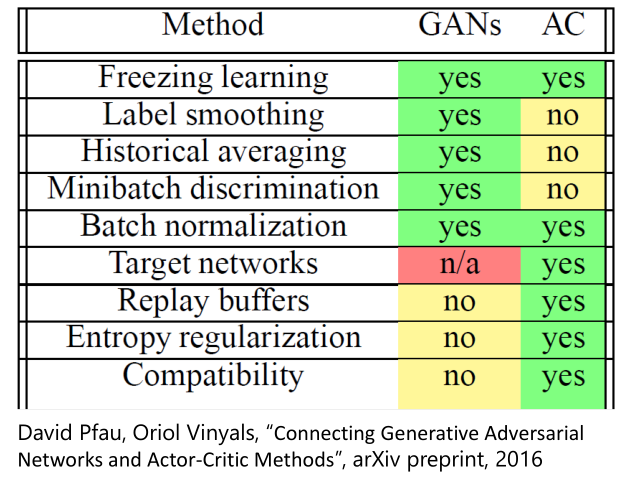 Method GANs AC
Freezing learning yes yes
Label smoothing yes no
Historical averaging yes no
Minibatch discrimination yes no
Batch normalization yes yes
Target networks n/a yes
Replay buffers no yes
Entropy regularization no yes
Compatibility no yes
David Pfau, Oriol Vinyals, “Connecting Generative Adversarial
Networks and Actor-Critic Methods”, arXiv preprint, 2016